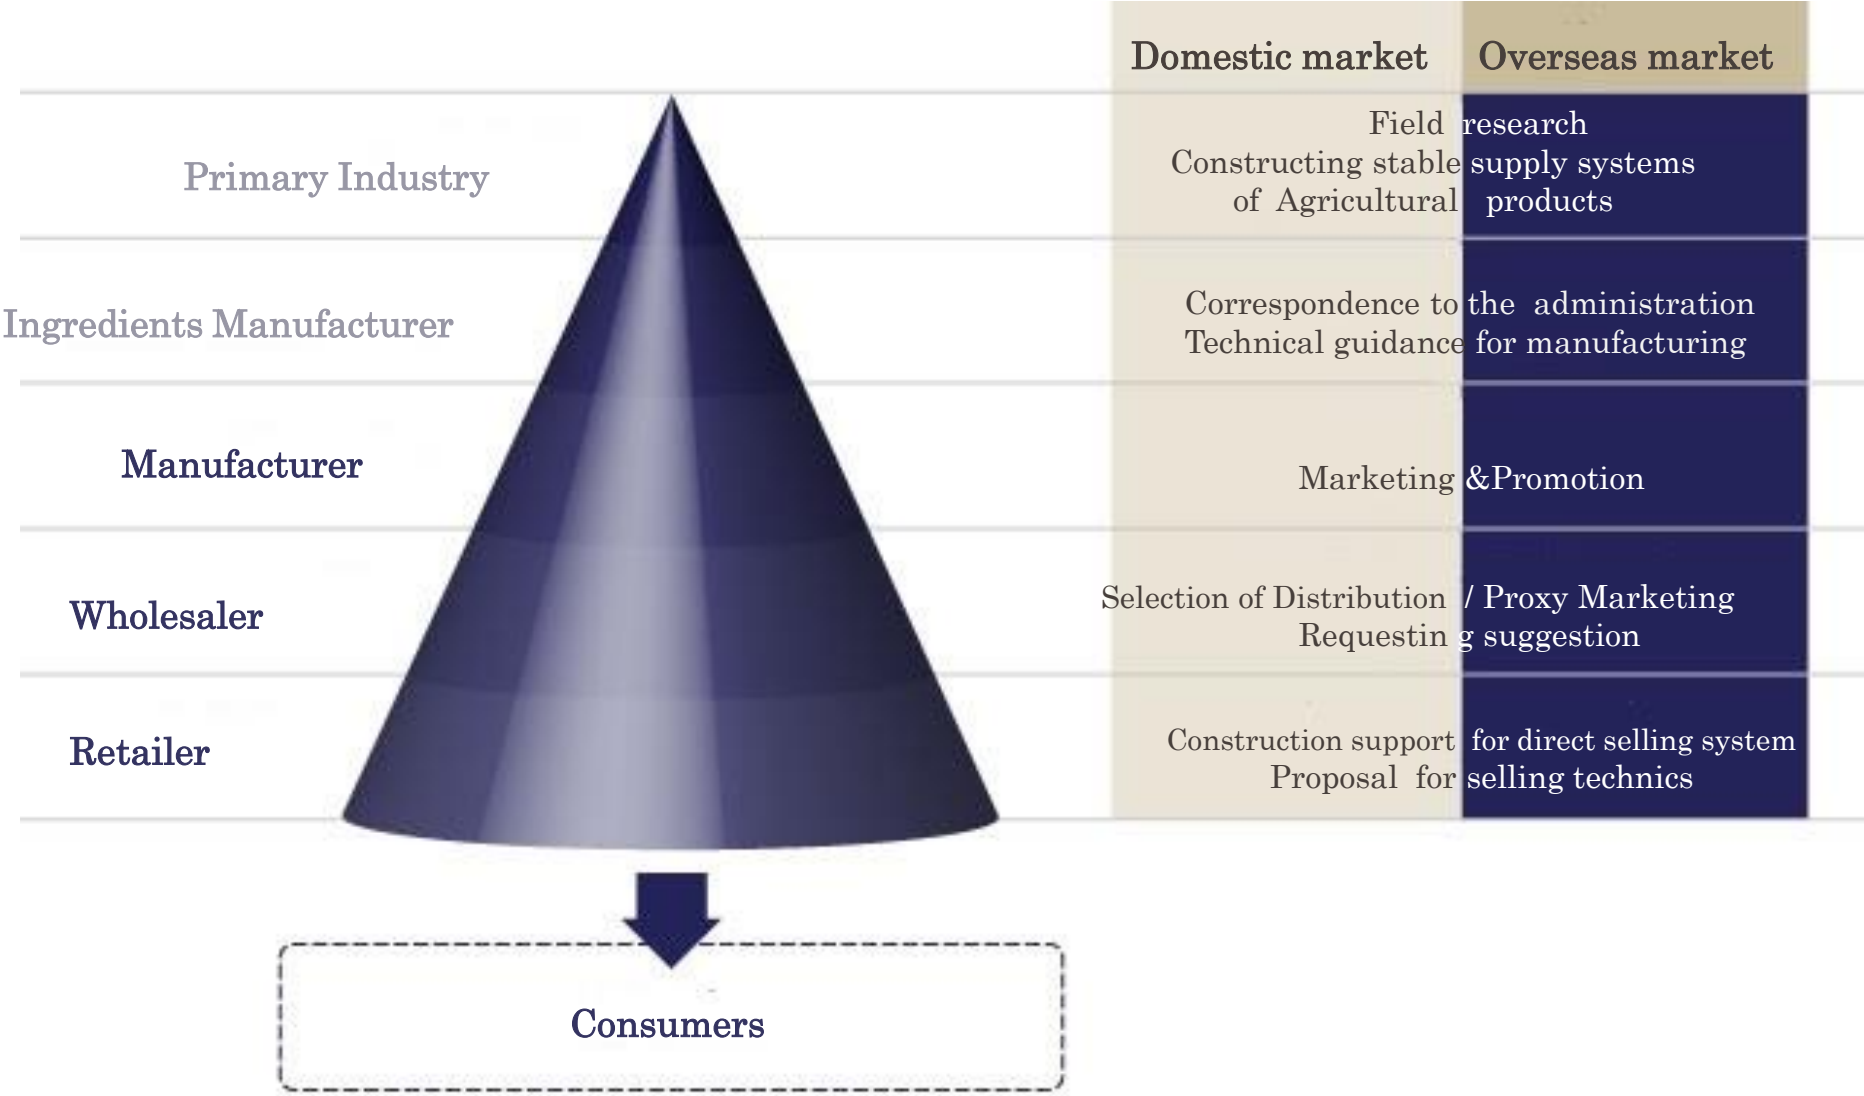 Domestic market Overseas market
Primary Industry
Field research
Constructing stable supply systems
of Agricultural products
Ingredients Manufacturer
Correspondence to the administration
Technical guidance for manufacturing
Manufacturer
Marketing &Promotion
Wholesaler
Selection of Distribution / Proxy Marketing
Requesting suggestion
Retailer
Construction support for direct selling system
Proposal for selling technics
Consumers